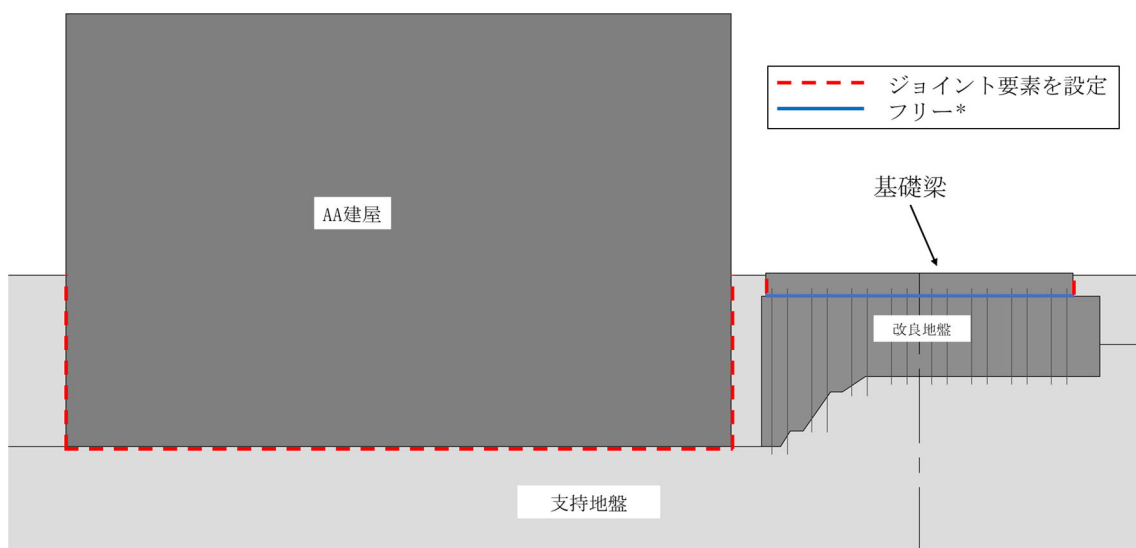 ジョイント要素を設定
フリー*
基礎梁
AA建屋
改良地盤
支持地盤